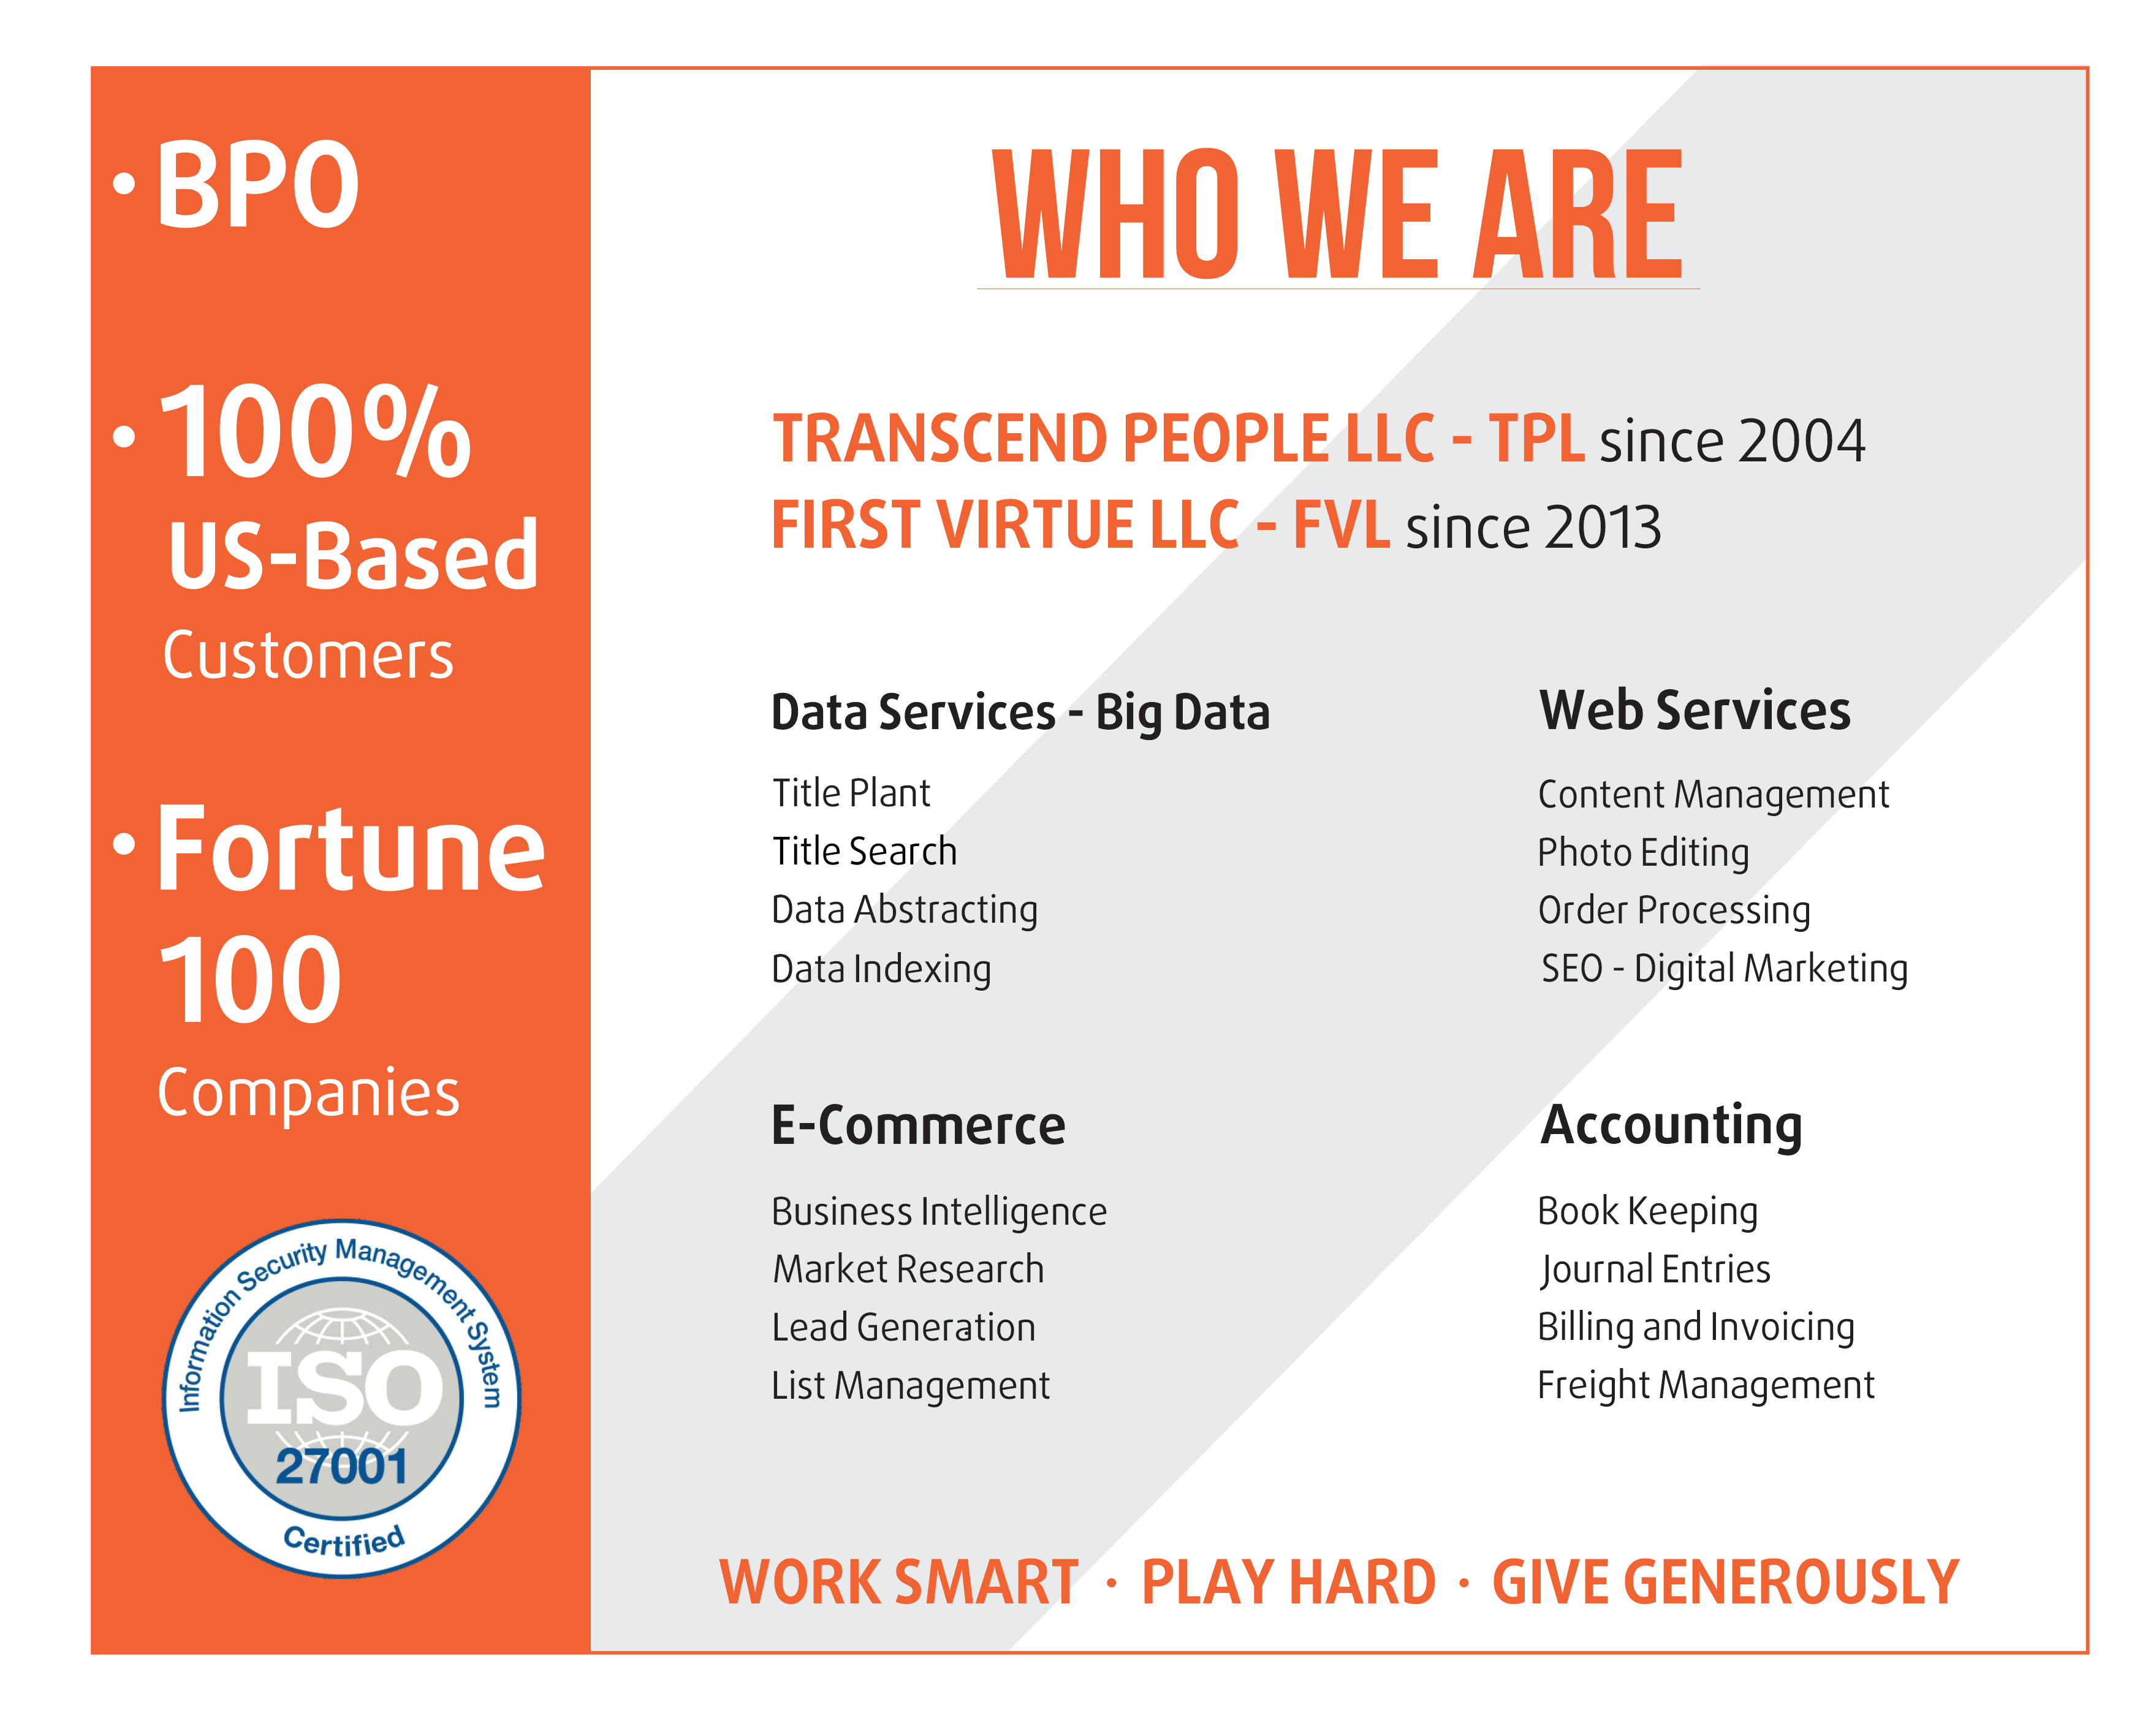 • BPO
• 100%
US-Based
Customers
• Fortune
100
Companies
Information Security Management System
ISO
27001
Certified
WHO WE ARE
TRANSCEND PEOPLE LLC - TPL since 2004
FIRST VIRTUE LLC - FVL since 2013
Data Services - Big Data
Title Plant
Title Search
Data Abstracting
Data Indexing
Web Services
Content Management
Photo Editing
Order Processing
SEO - Digital Marketing
E-Commerce
Business Intelligence
Market Research
Lead Generation
List Management
Accounting
Book Keeping
Journal Entries
Billing and Invoicing
Freight Management
WORK SMART · PLAY HARD · GIVE GENEROUSLY